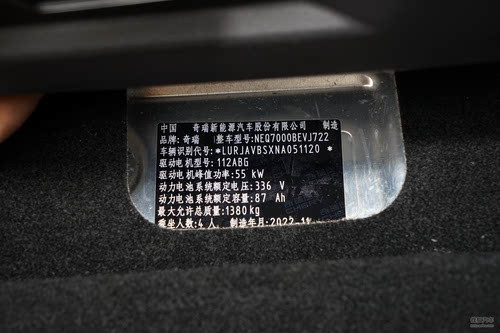 中国 奇瑞新能源汽车股份有限公司 制造
品牌:奇瑞 整车型号:NEQ7000BEVJ722
车辆识别代号:*LURJAVBSXNA051120*
驱动电机型号:112ABG
驱动电机峰值功率:55 kW
动力电池系统额定电压:336 V
动力电池系统额定容量:87 Ah
最大允许总质量:1380kg
乘坐人数:4人 制造年月:2022-11